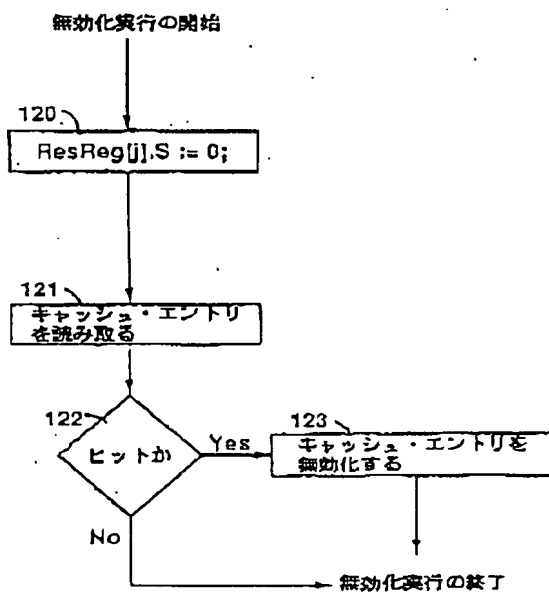 無効化実行の開始
120
ResReg[j].S := 0;
121
キャッシュ・エントリ
を読み取る
122
ヒットか
Yes
123
キャッシュ・エントリを
無効化する
No
無効化実行の終了